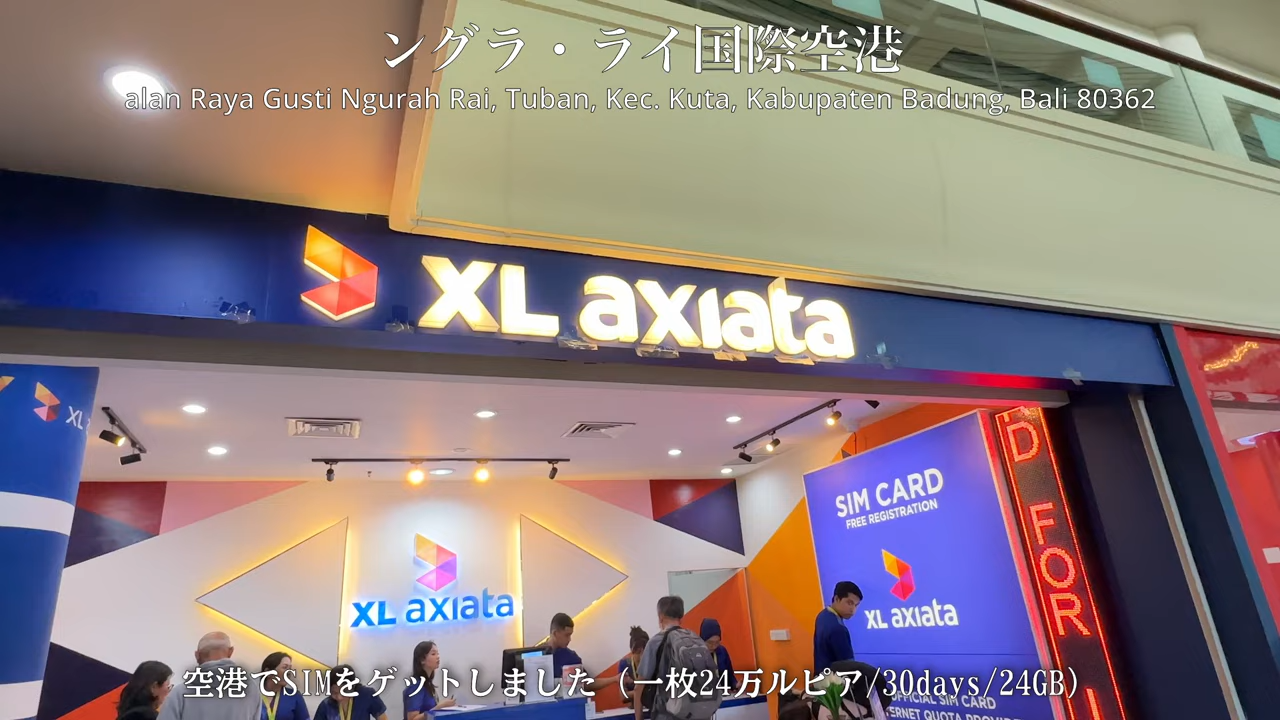 ングラ・ライ国際空港
alan Raya Gusti Ngurah Rai, Tuban, Kec. Kuta, Kabupaten Badung, Bali 80362
XL axiata
XL
D FOR
SIM CARD
FREE REGISTRATION
XL axiata
XL axiata
空港でSIMをゲットしました（一枚24万ルピア/30days/24GB）
OFFICIAL SIM CARD